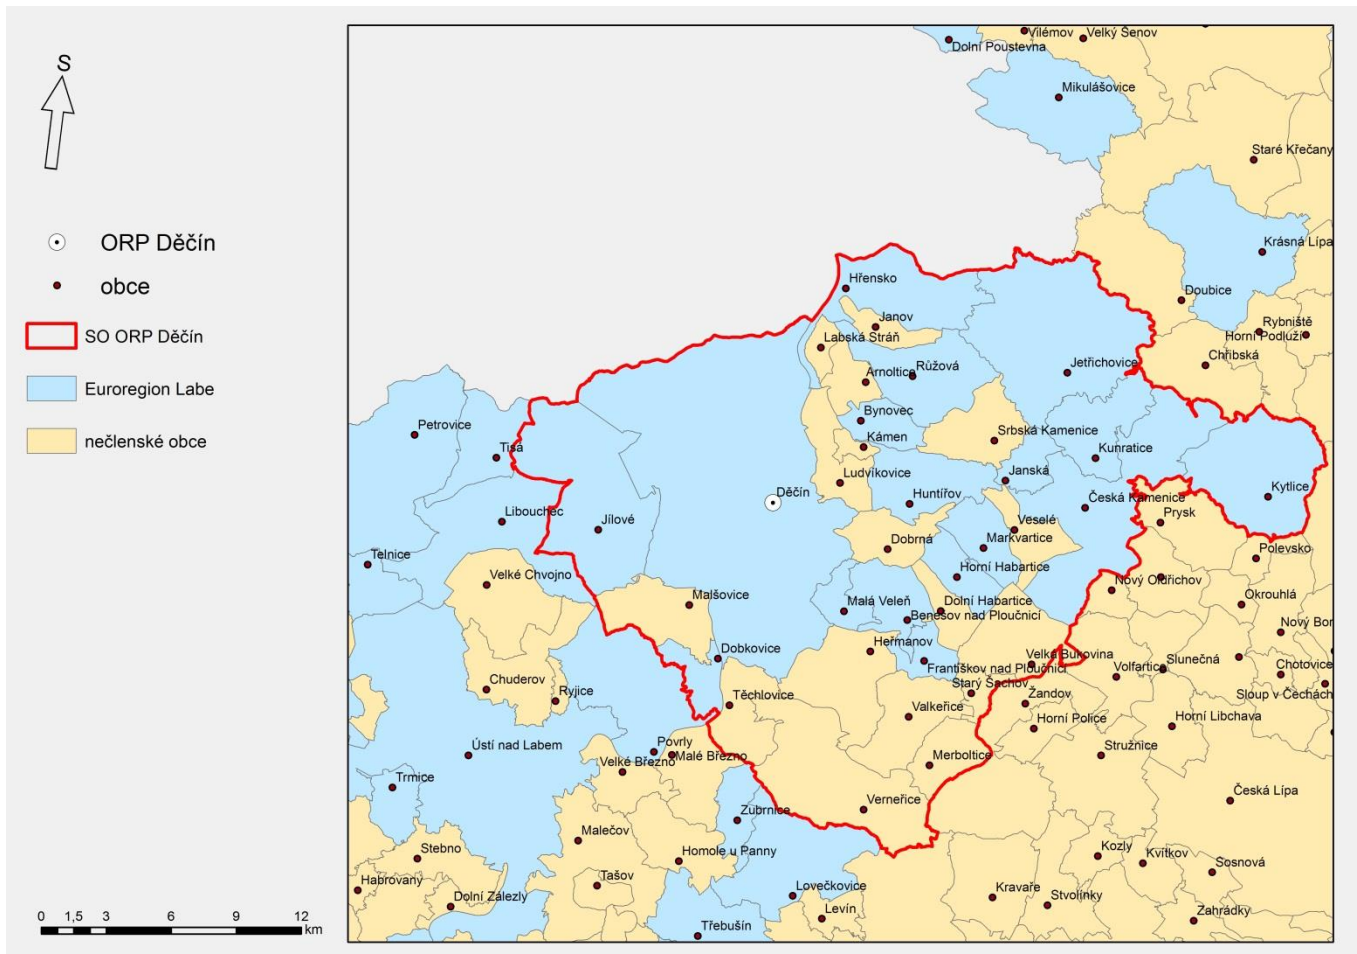 S
ORP Děčín
obce
SO ORP Děčín
Euroregion Labe
nečlenské obce
0 1,5 3 6 9 12
km
Vilémov
Velký Šenov
Dolní Poustevna
Mikulášovice
Staré Křečany
Krásná Lípa
Hřensko
Doubice
Janov
Rybniště
Labská Stráň
Horní Podluží
Chřibská
Růžová
Jetřichovice
Arnoltice
Bynovec
Petrovice
Kámen
Srbská Kamenice
Tisá
Kunratice
Ludvíkovice
Janská
Děčín
Huntířov
Česká Kamenice
Kytlice
Libouchec
Jílové
Veselé
Prysk
Dobrná
Markvartice
Telnice
Polevsko
Velké Chvojno
Horní Habartice
Nový Oldřichov
Malšovice
Malá Veleň
Dolní Habartice
Okrouhlá
Benešov nad Ploučnicí
Nový Bor
Heřmanov
Dobkovice
Velká Bukovina
Františkov nad Ploučnicí
Volfartice
Slunečná
Chotovice
Chuderov
Ryjice
Těchlovice
Starý Šachov
Žandov
Sloup v Čechách
Valkeřice
Horní Police
Horní Libchava
Ústí nad Labem
Povrly
Malé Březno
Velké Březno
Merboltice
Stružnice
Trmice
Česká Lípa
Zubrnice
Verneřice
Malečov
Stebno
Homole u Panny
Kozly
Kvítkov
Sosnová
Habrovany
Tašov
Dolní Zálezly
Lovečkovice
Kravaře
Stvolínky
Levín
Zahrádky
Třebušín